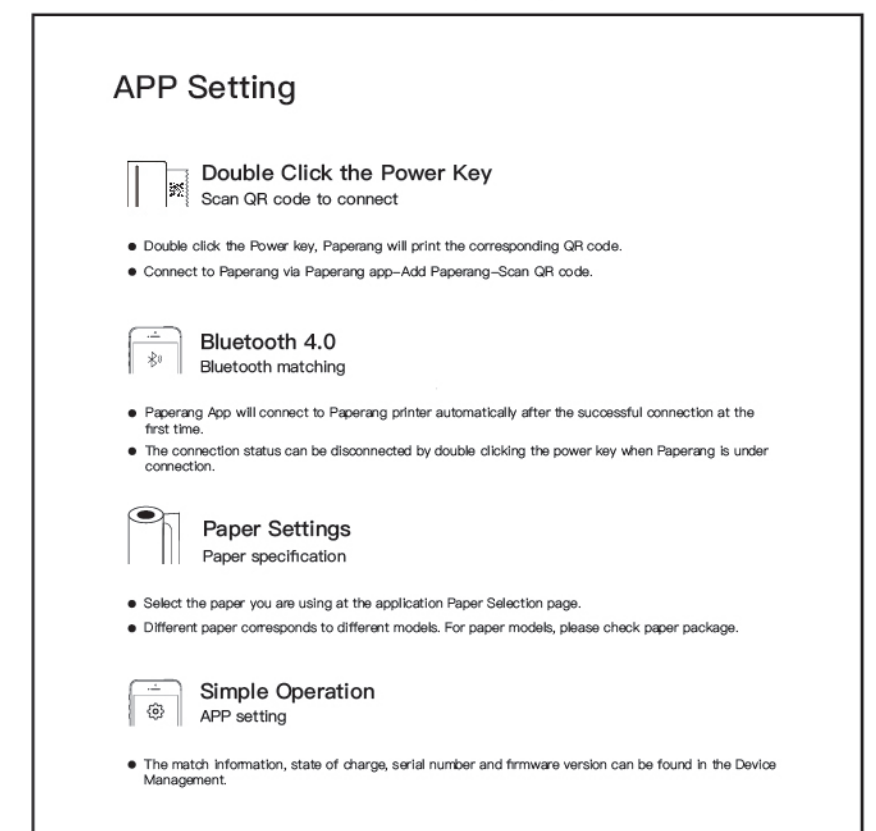 APP Setting
Double Click the Power Key
Scan QR code to connect
● Double click the Power key, Paperang will print the corresponding QR code.
● Connect to Paperang via Paperang app–Add Paperang–Scan QR code.
Bluetooth 4.0
Bluetooth matching
● Paperang App will connect to Paperang printer automatically after the successful connection at the
first time.
● The connection status can be disconnected by double clicking the power key when Paperang is under
connection.
Paper Settings
Paper specification
● Select the paper you are using at the application Paper Selection page.
● Different paper corresponds to different models. For paper models, please check paper package.
Simple Operation
APP setting
● The match information, state of charge, serial number and firmware version can be found in the Device
Management.